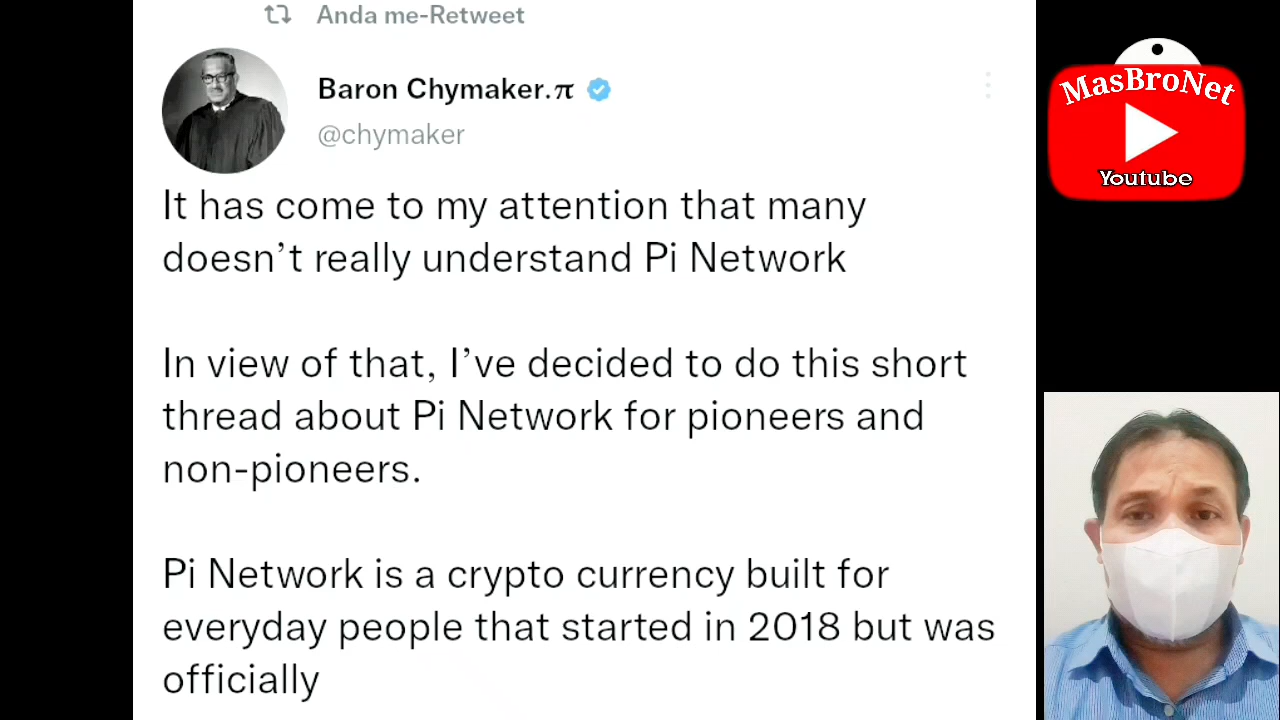 Anda me-Retweet
Baron Chymaker.π
@chymaker
It has come to my attention that many
doesn’t really understand Pi Network
In view of that, I’ve decided to do this short
thread about Pi Network for pioneers and
non-pioneers.
Pi Network is a crypto currency built for
everyday people that started in 2018 but was
officially
MasBroNet
Youtube